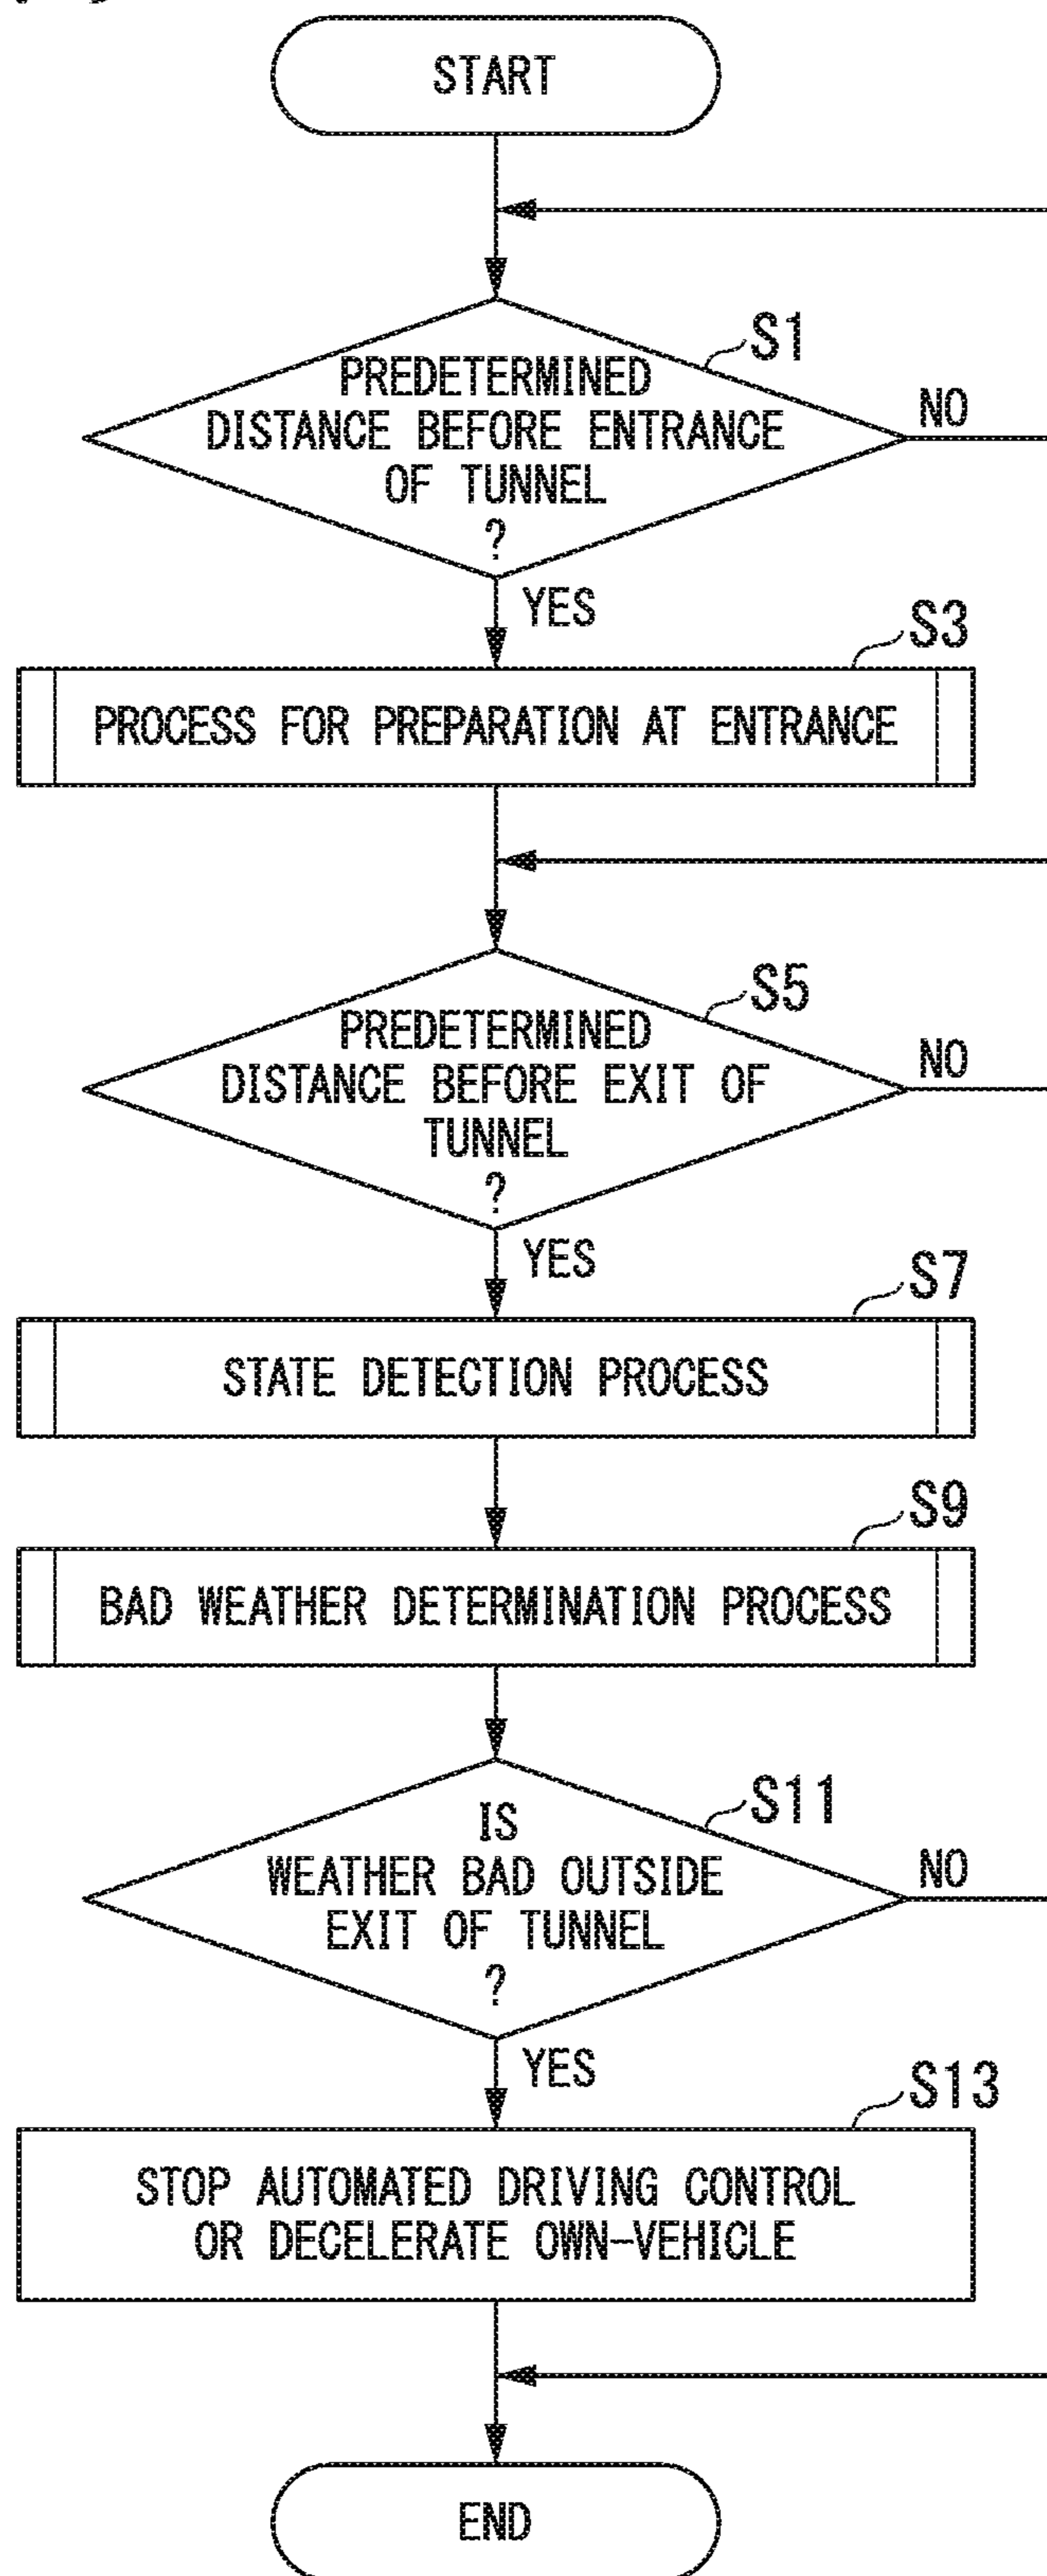 START
S1
PREDETERMINED
DISTANCE BEFORE ENTRANCE
OF TUNNEL
?
NO
YES
S3
PROCESS FOR PREPARATION AT ENTRANCE
S5
PREDETERMINED
DISTANCE BEFORE EXIT OF
TUNNEL
?
NO
YES
S7
STATE DETECTION PROCESS
S9
BAD WEATHER DETERMINATION PROCESS
S11
IS
WEATHER BAD OUTSIDE
EXIT OF TUNNEL
?
NO
YES
S13
STOP AUTOMATED DRIVING CONTROL
OR DECELERATE OWN-VEHICLE
END